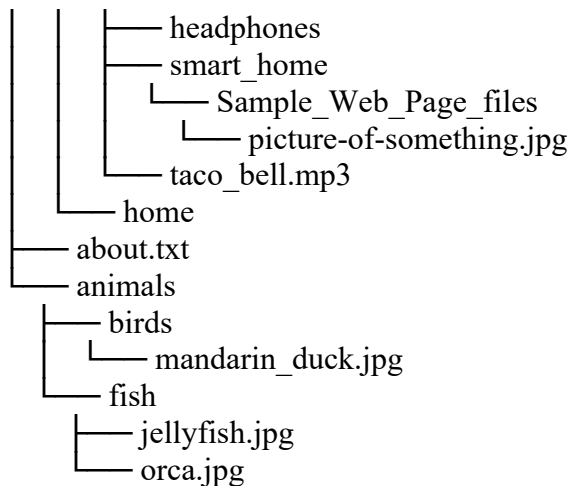 headphones
smart_home
Sample_Web_Page_files
picture-of-something.jpg
taco_bell.mp3
home
about.txt
animals
birds
mandarin_duck.jpg
fish
jellyfish.jpg
orca.jpg